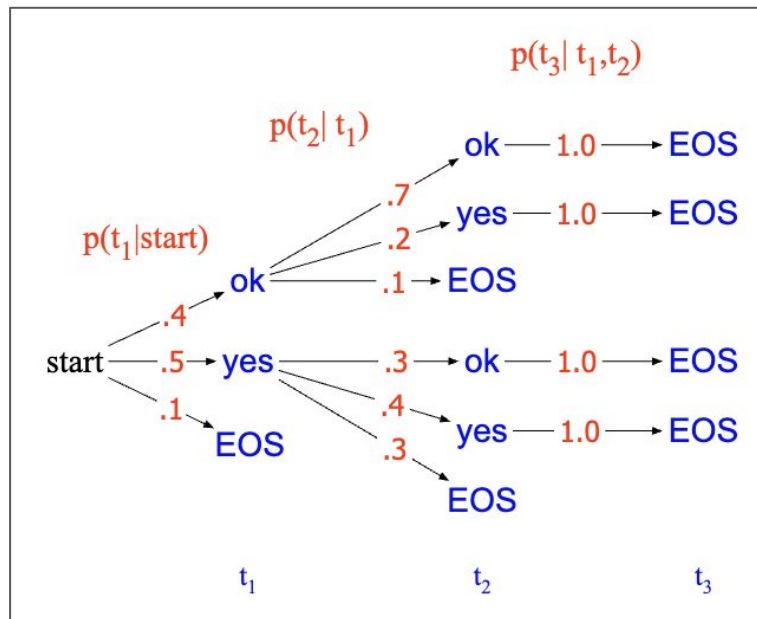 p(t₃| t₁,t₂)
p(t₂| t₁)
ok 1.0 EOS
.7
yes 1.0 EOS
p(t₁|start)
.2
ok .1 EOS
.4
start .5 yes .3 ok 1.0 EOS
.1
.4
yes 1.0 EOS
EOS
.3
EOS
t₁ t₂ t₃